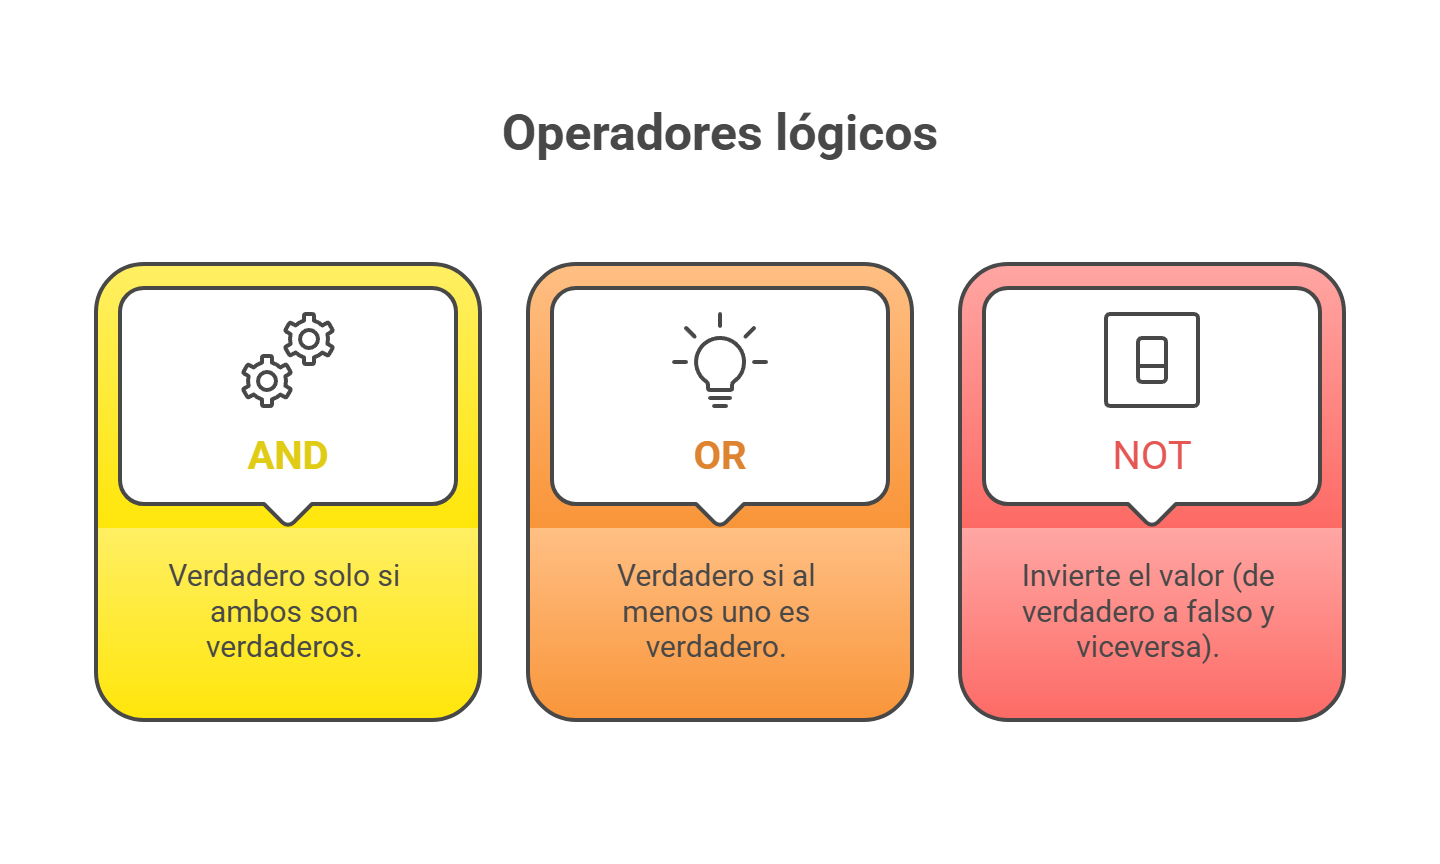 Operadores lógicos
AND
Verdadero solo si
ambos son
verdaderos.
OR
Verdadero si al
menos uno es
verdadero.
NOT
Invierte el valor (de
verdadero a falso y
viceversa).